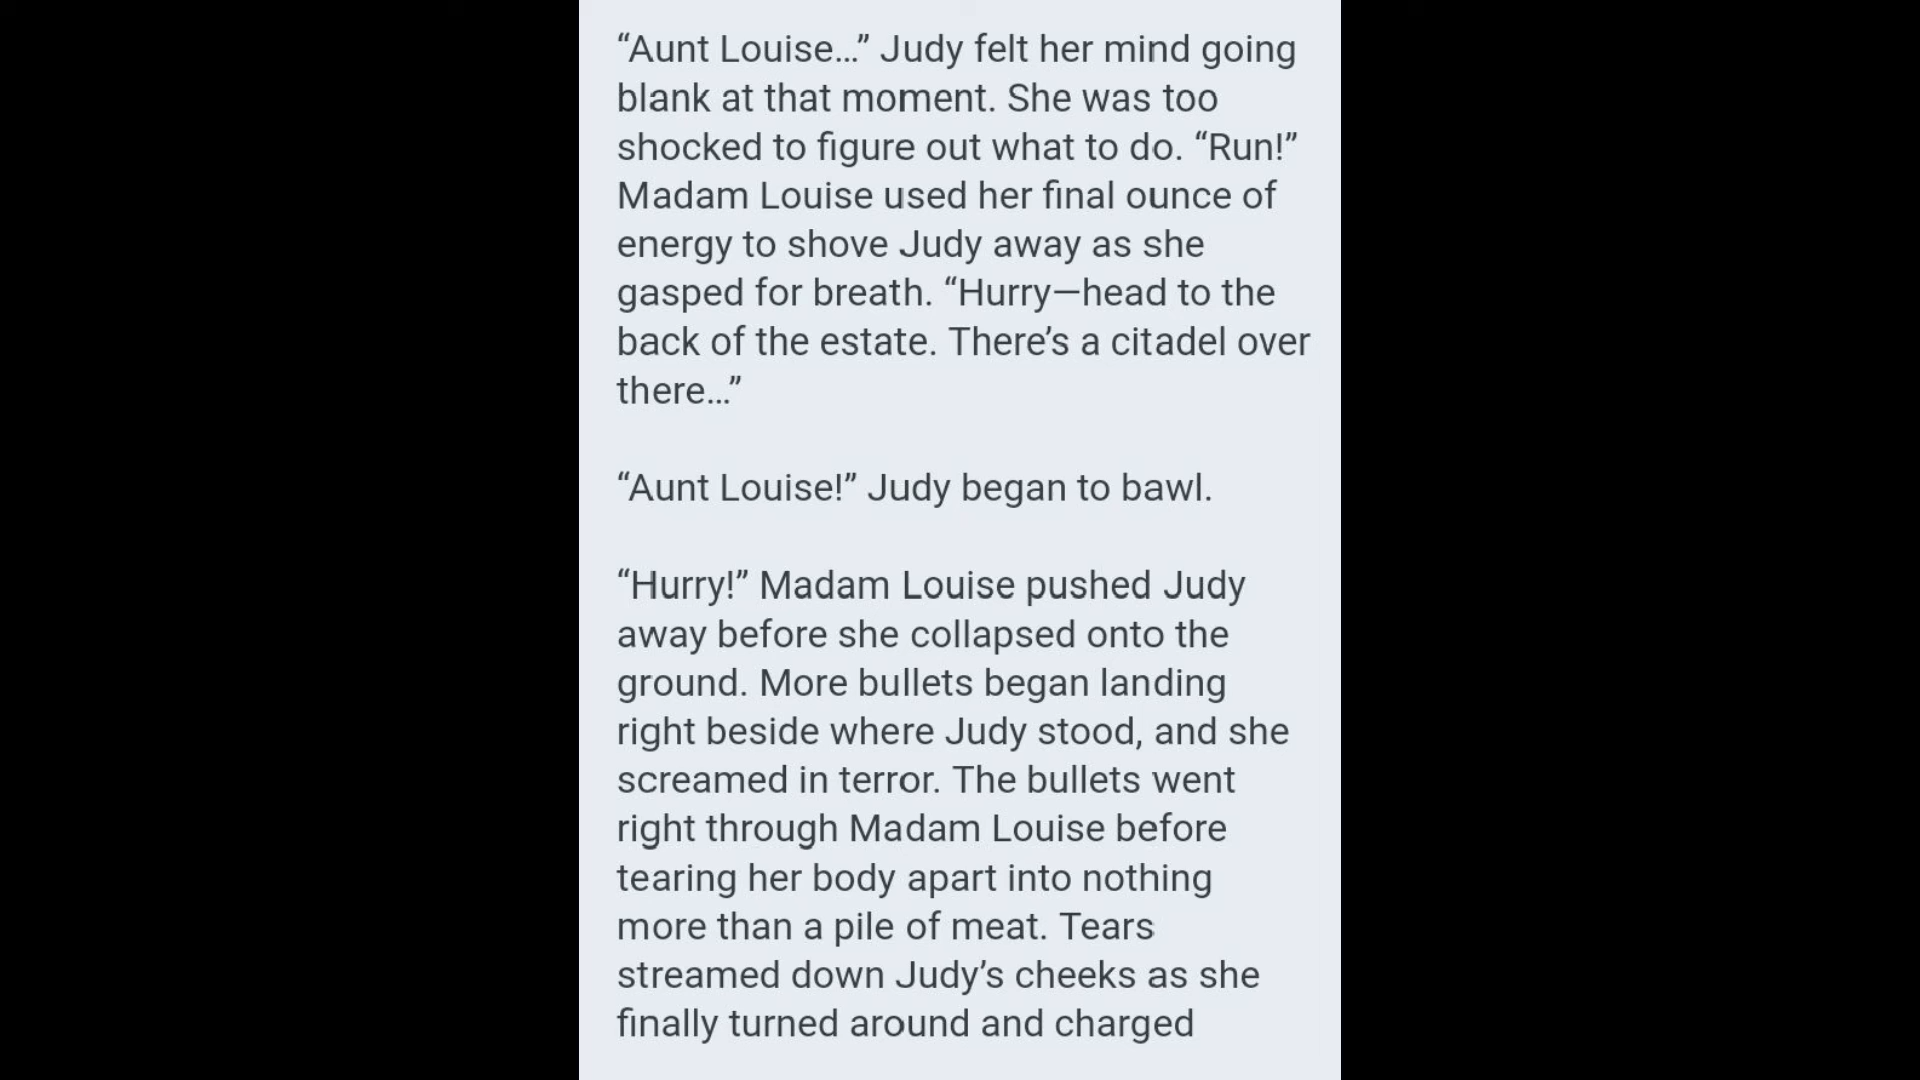 “Aunt Louise…” Judy felt her mind going
blank at that moment. She was too
shocked to figure out what to do. “Run!”
Madam Louise used her final ounce of
energy to shove Judy away as she
gasped for breath. “Hurry—head to the
back of the estate. There’s a citadel over
there…”
“Aunt Louise!” Judy began to bawl.
“Hurry!” Madam Louise pushed Judy
away before she collapsed onto the
ground. More bullets began landing
right beside where Judy stood, and she
screamed in terror. The bullets went
right through Madam Louise before
tearing her body apart into nothing
more than a pile of meat. Tears
streamed down Judy’s cheeks as she
finally turned around and charged